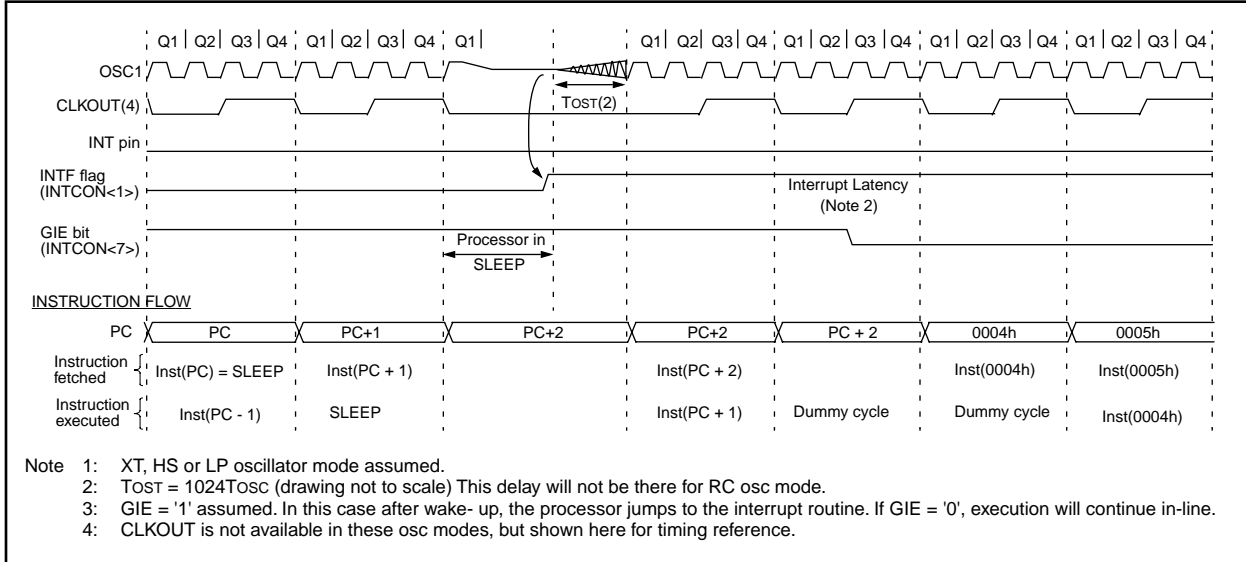 Q1 Q2 Q3 Q4 Q1 Q2 Q3 Q4 Q1 Q1 Q2 Q3 Q4 Q1 Q2 Q3 Q4 Q1 Q2 Q3 Q4 Q1 Q2 Q3 Q4
OSC1
CLKOUT(4)
TOST(2)
INT pin
INTF flag
(INTCON<1>)
Interrupt Latency
(Note 2)
GIE bit
(INTCON<7>)
Processor in
SLEEP
INSTRUCTION FLOW
PC PC PC+1 PC+2 PC+2 PC + 2 0004h 0005h
Instruction
fetched
Inst(PC) = SLEEP Inst(PC + 1) Inst(PC + 2) Inst(0004h) Inst(0005h)
Instruction
executed
Inst(PC - 1) SLEEP Inst(PC + 1) Dummy cycle Dummy cycle Inst(0004h)
Note 1: XT, HS or LP oscillator mode assumed.
2: TOST = 1024TOSC (drawing not to scale) This delay will not be there for RC osc mode.
3: GIE = '1' assumed. In this case after wake- up, the processor jumps to the interrupt routine. If GIE = '0', execution will continue in-line.
4: CLKOUT is not available in these osc modes, but shown here for timing reference.